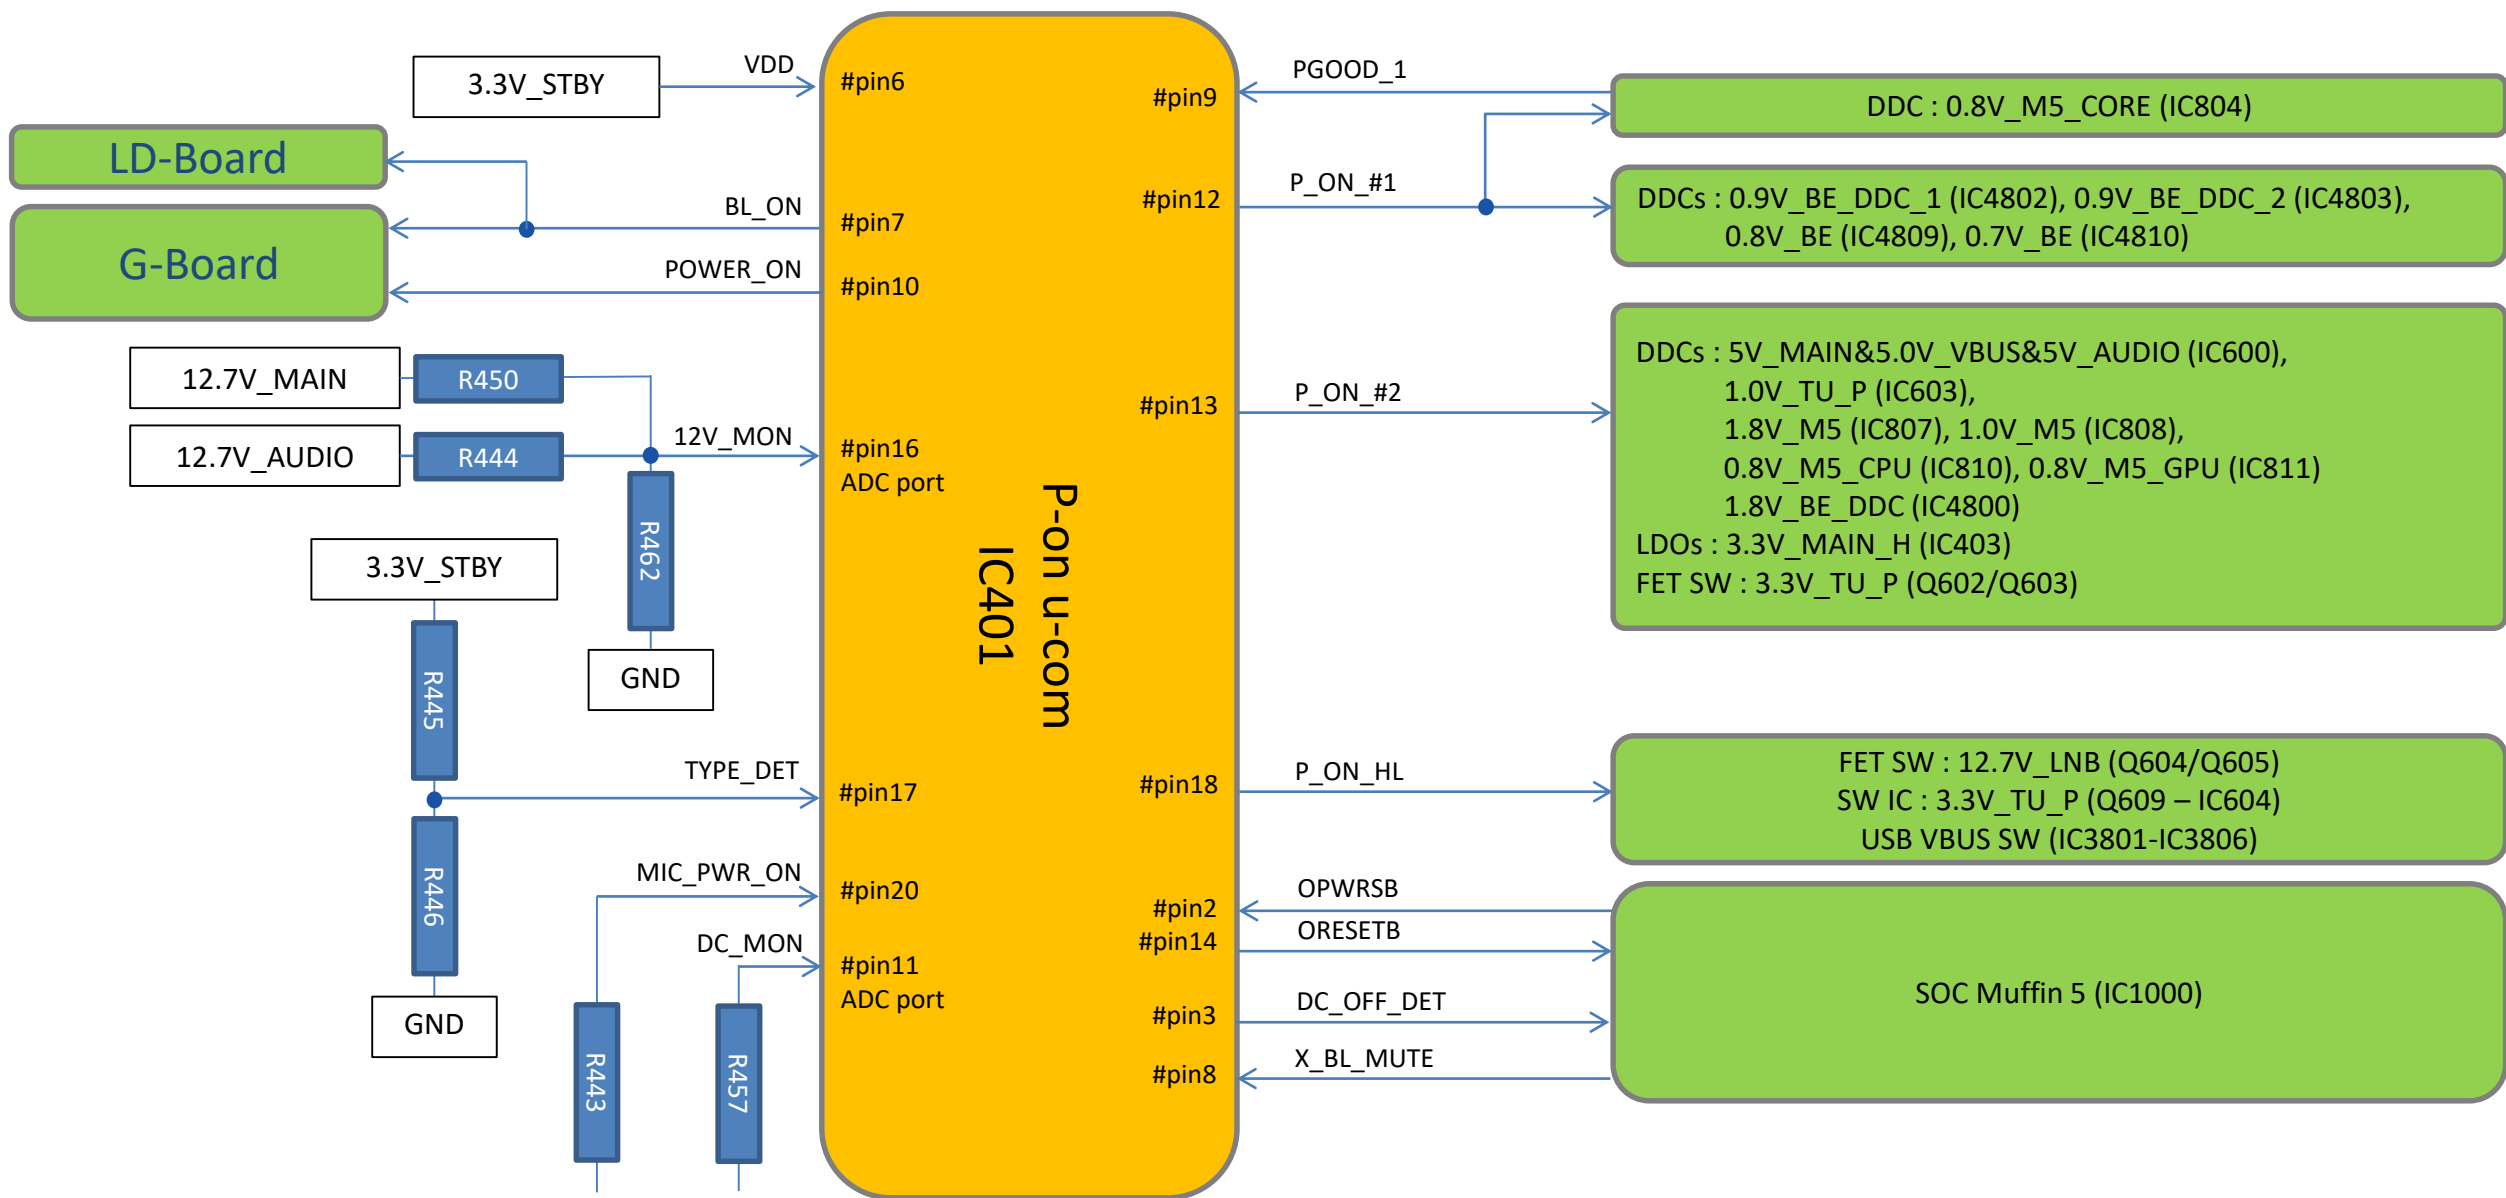 3.3V_STBY
VDD
#pin6
LD-Board
G-Board
BL_ON
#pin7
POWER_ON
#pin10
12.7V_MAIN
R450
12.7V_AUDIO
R444
12V_MON
#pin16
ADC port
R462
GND
3.3V_STBY
R445
TYPE_DET
#pin17
R446
GND
MIC_PWR_ON
#pin20
R443
DC_MON
#pin11
ADC port
R457
P-on u-com
IC401
#pin9
PGOOD_1
DDC : 0.8V_M5_CORE (IC804)
#pin12
P_ON_#1
DDCs : 0.9V_BE_DDC_1 (IC4802), 0.9V_BE_DDC_2 (IC4803),
0.8V_BE (IC4809), 0.7V_BE (IC4810)
#pin13
P_ON_#2
DDCs : 5V_MAIN&5.0V_VBUS&5V_AUDIO (IC600),
1.0V_TU_P (IC603),
1.8V_M5 (IC807), 1.0V_M5 (IC808),
0.8V_M5_CPU (IC810), 0.8V_M5_GPU (IC811)
1.8V_BE_DDC (IC4800)
LDOs : 3.3V_MAIN_H (IC403)
FET SW : 3.3V_TU_P (Q602/Q603)
#pin18
P_ON_HL
FET SW : 12.7V_LNB (Q604/Q605)
SW IC : 3.3V_TU_P (Q609 – IC604)
USB VBUS SW (IC3801-IC3806)
#pin2
OPWRSB
#pin14
ORESETB
#pin3
DC_OFF_DET
#pin8
X_BL_MUTE
SOC Muffin 5 (IC1000)